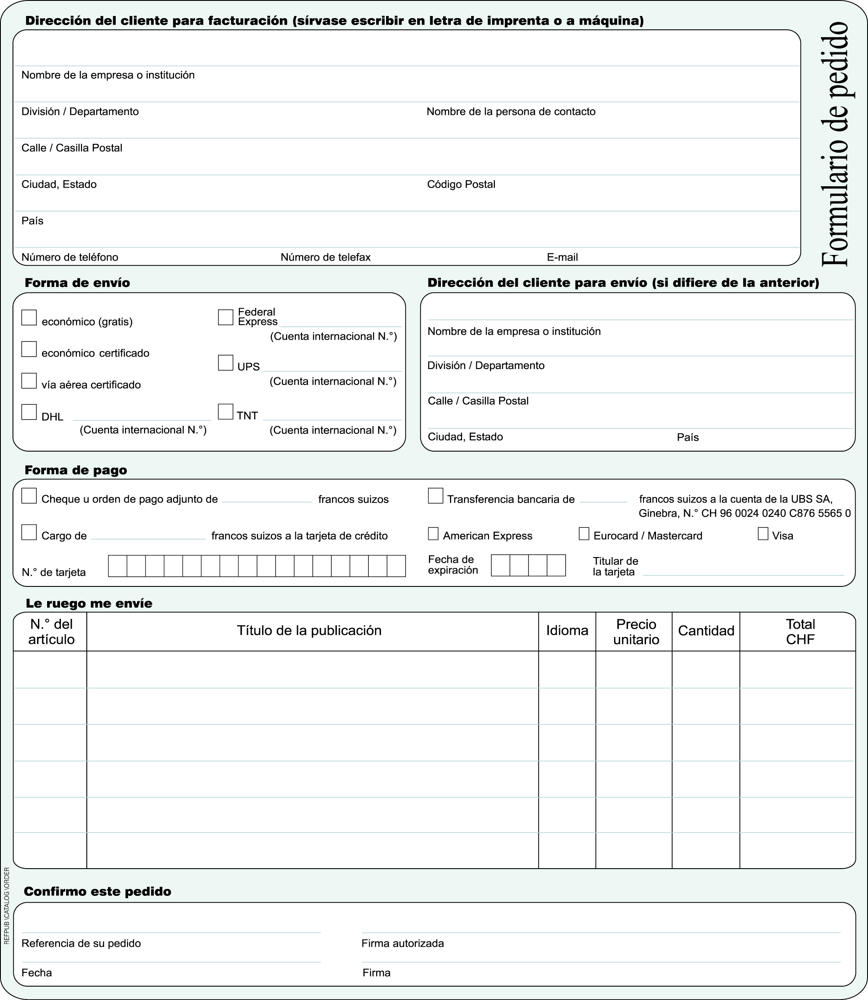 Formulario de pedido
Dirección del cliente para facturación (sírvase escribir en letra de imprenta o a máquina)
Nombre de la empresa o institución
División / Departamento Nombre de la persona de contacto
Calle / Casilla Postal
Ciudad, Estado Código Postal
País
Número de teléfono Número de telefax E-mail
Forma de envío
económico (gratis)
económico certificado
vía aérea certificado
DHL
(Cuenta internacional N.°)
Federal
Express
(Cuenta internacional N.°)
UPS
(Cuenta internacional N.°)
TNT
(Cuenta internacional N.°)
Dirección del cliente para envío (si difiere de la anterior)
Nombre de la empresa o institución
División / Departamento
Calle / Casilla Postal
Ciudad, Estado País
Forma de pago
Cheque u orden de pago adjunto de francos suizos
Transferencia bancaria de francos suizos a la cuenta de la UBS SA,
Ginebra, N.° CH 96 0024 0240 C876 5565 0
Cargo de francos suizos a la tarjeta de crédito
American Express Eurocard / Mastercard Visa
N.° de tarjeta
Fecha de
expiración
Titular de
la tarjeta
Le ruego me envíe
N.° del
artículo
Título de la publicación
Idioma
Precio
unitario
Cantidad
Total
CHF
Confirmo este pedido
Referencia de su pedido Firma autorizada
Fecha Firma
REFPUB \CATALOG \ORDER